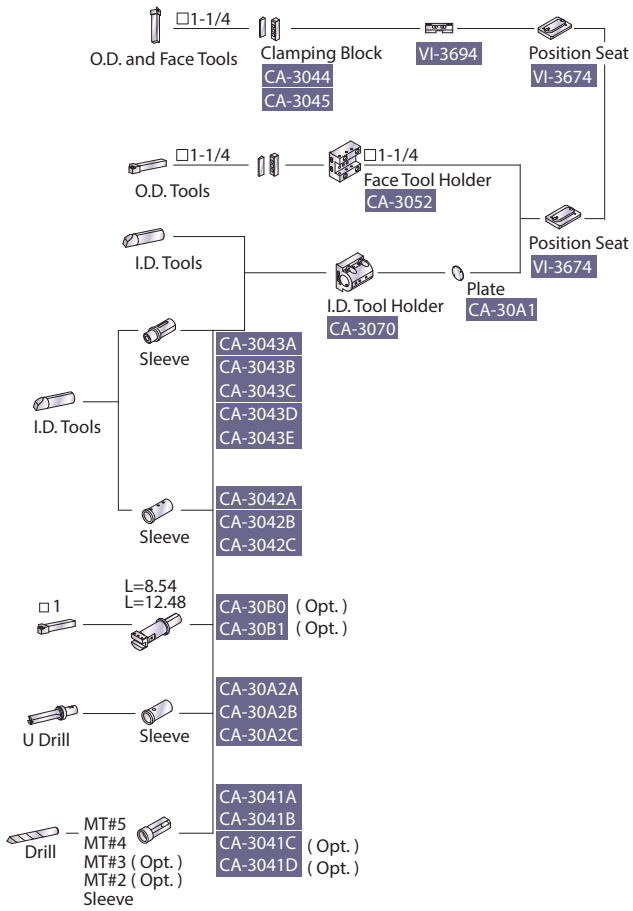 □1-1/4
O.D. and Face Tools
Clamping Block
CA-3044
CA-3045
VI-3694
Position Seat
VI-3674
□1-1/4
O.D. Tools
□1-1/4
Face Tool Holder
CA-3052
Position Seat
VI-3674
I.D. Tools
I.D. Tool Holder
CA-3070
Plate
CA-30A1
Sleeve
CA-3043A
CA-3043B
CA-3043C
CA-3043D
CA-3043E
I.D. Tools
Sleeve
CA-3042A
CA-3042B
CA-3042C
□ 1
L=8.54
L=12.48
CA-30B0 ( Opt. )
CA-30B1 ( Opt. )
U Drill
Sleeve
CA-30A2A
CA-30A2B
CA-30A2C
Drill
MT#5
MT#4
MT#3 ( Opt. )
MT#2 ( Opt. )
Sleeve
CA-3041A
CA-3041B
CA-3041C ( Opt. )
CA-3041D ( Opt. )